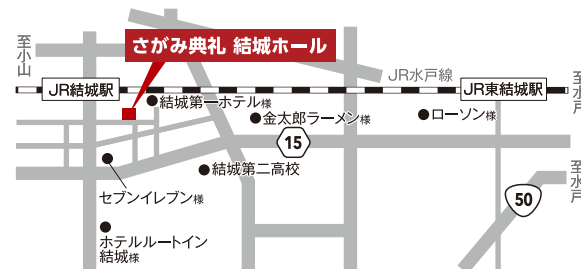 さがみ典礼 結城ホール
至小山
JR水戸線
至水戸
JR結城駅
JR東結城駅
結城第一ホテル様
金太郎ラーメン様
ローソン様
15
結城第二高校
至水戸
セブンイレブン様
50
ホテルルートイン
結城様